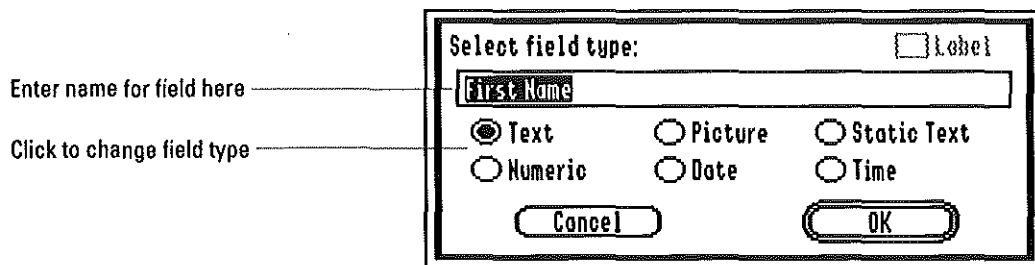 Select field type: Label
Enter name for field here
First Name
Click to change field type
Text Picture Static Text
Numeric Date Time
Cancel OK